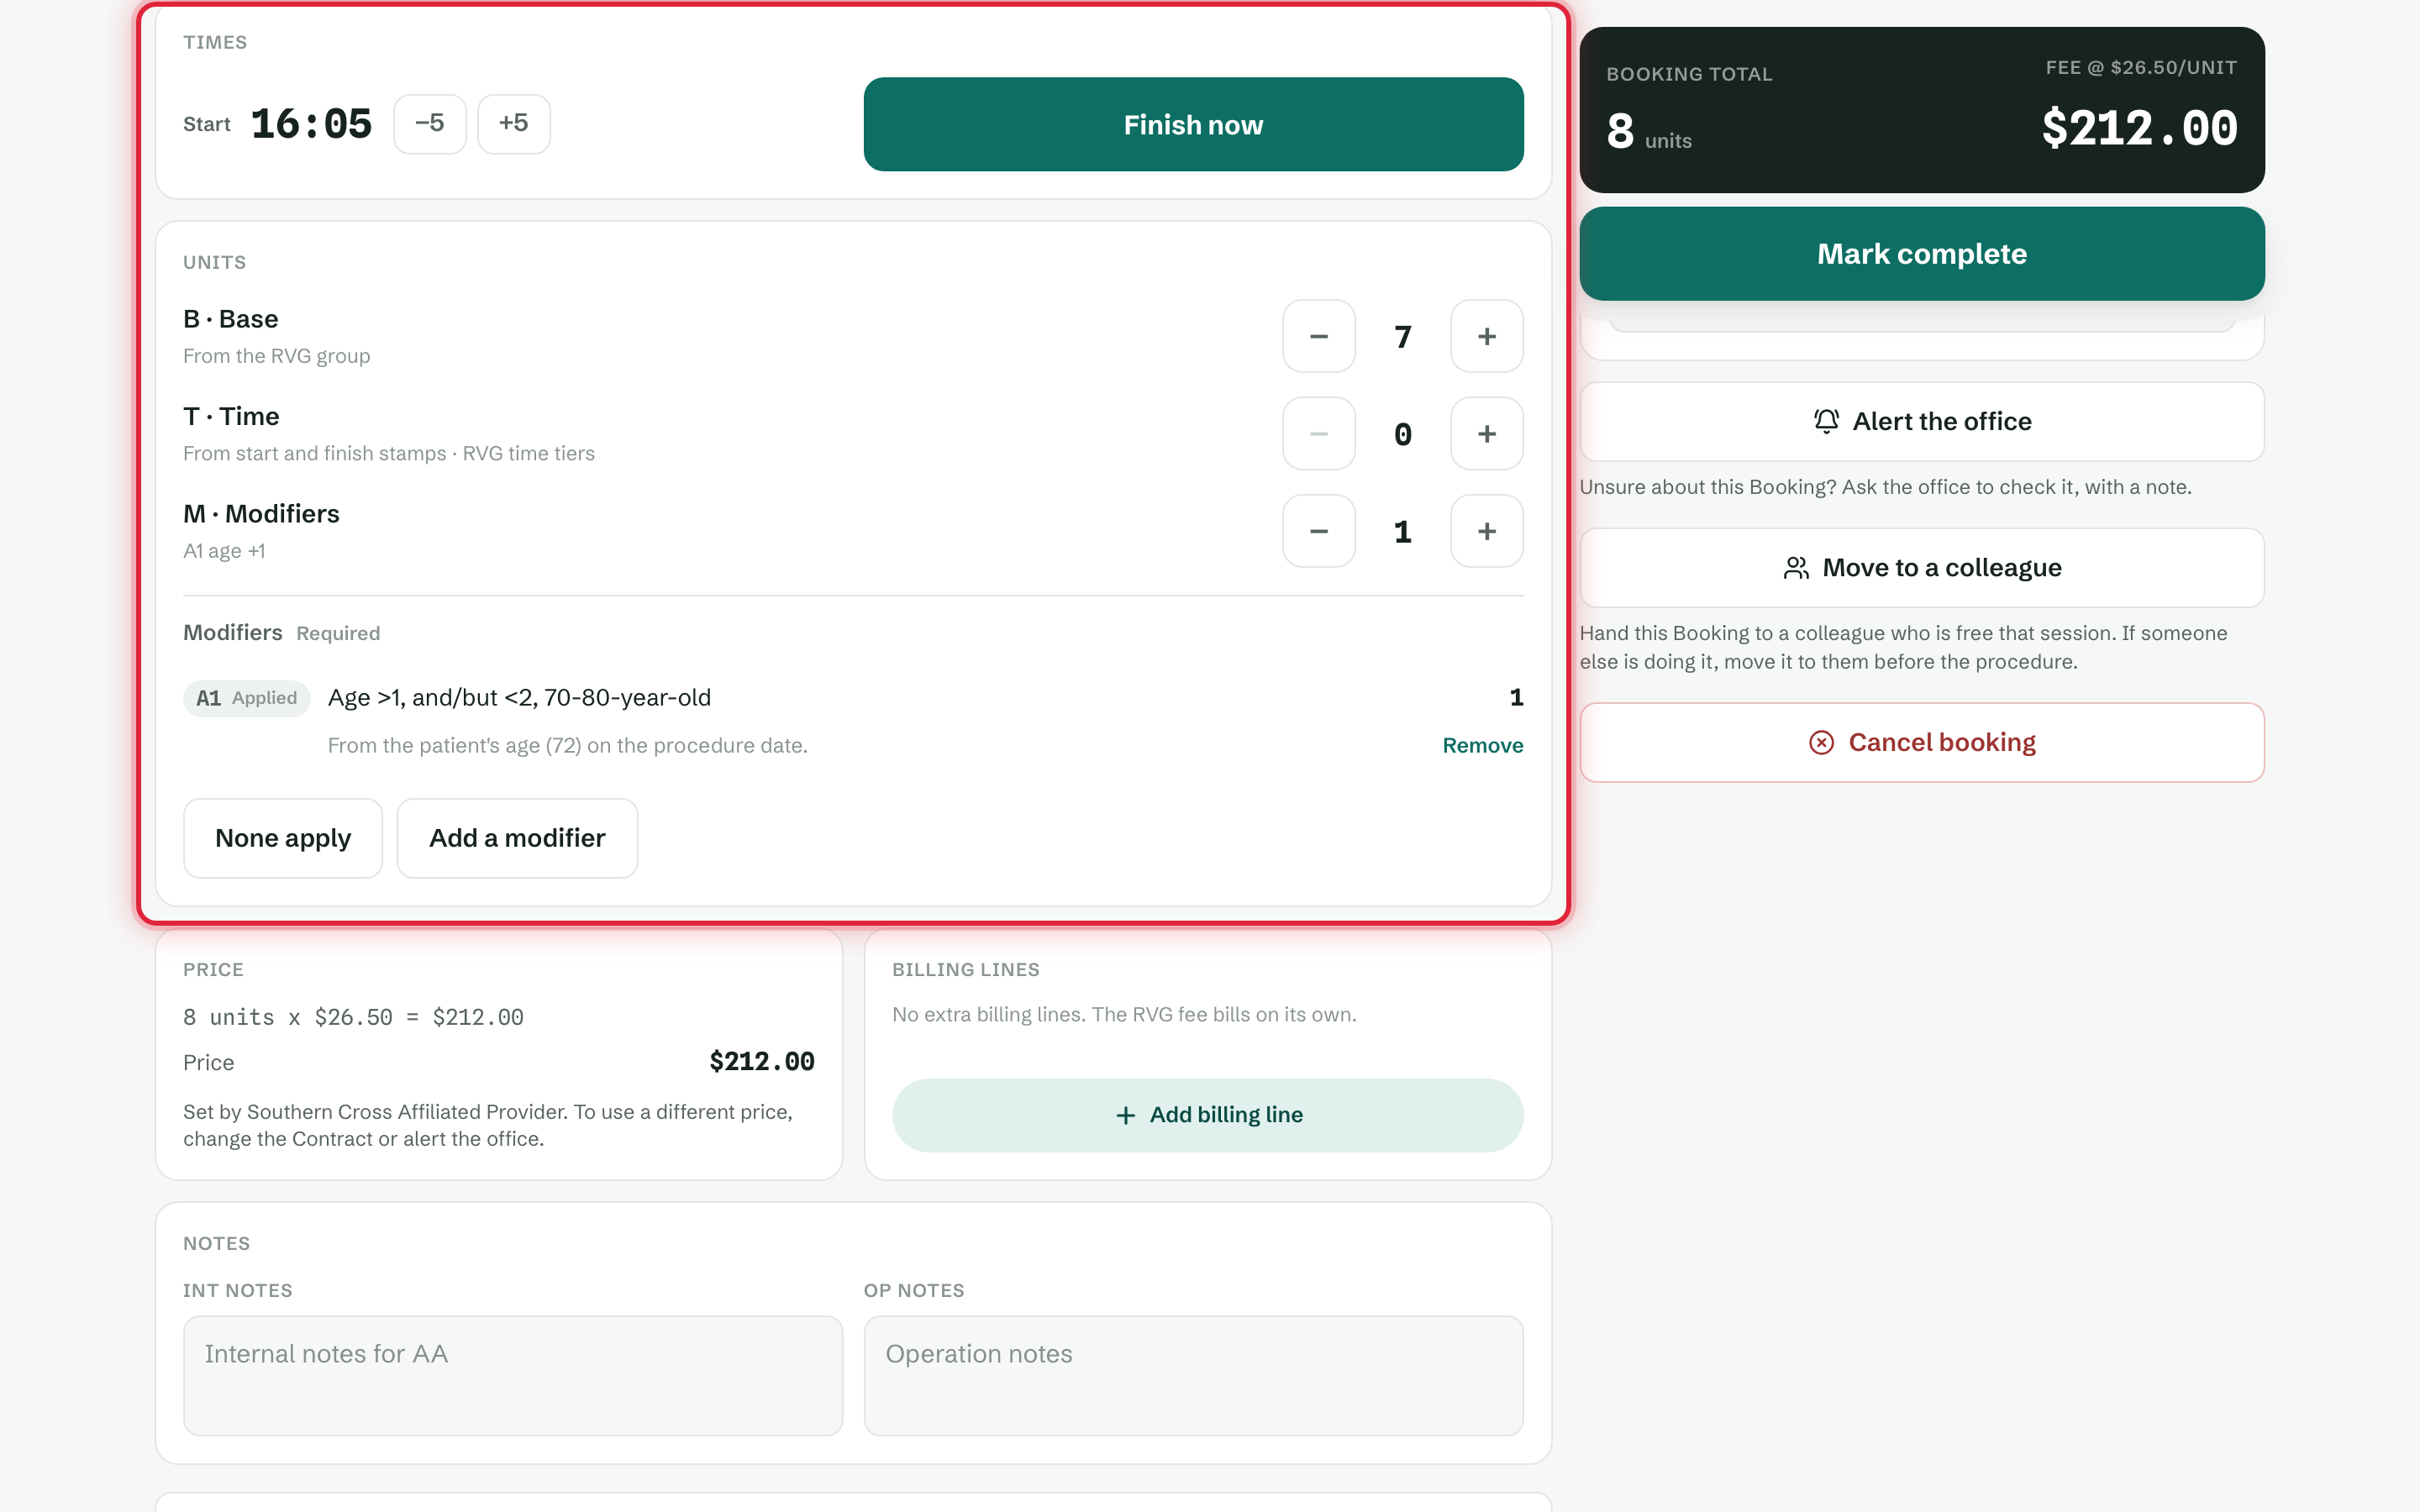 TIMES
Start 16:05 −5 +5
Finish now
UNITS
B · Base
From the RVG group
− 7 +
T · Time
From start and finish stamps · RVG time tiers
− 0 +
M · Modifiers
A1 age +1
− 1 +
Modifiers Required
A1 Applied Age >1, and/but <2, 70-80-year-old 1
From the patient's age (72) on the procedure date. Remove
None apply Add a modifier
PRICE
8 units x $26.50 = $212.00
Price $212.00
Set by Southern Cross Affiliated Provider. To use a different price,
change the Contract or alert the office.
BILLING LINES
No extra billing lines. The RVG fee bills on its own.
+ Add billing line
NOTES
INT NOTES
Internal notes for AA
OP NOTES
Operation notes
BOOKING TOTAL
8 units
FEE @ $26.50/UNIT
$212.00
Mark complete
Alert the office
Unsure about this Booking? Ask the office to check it, with a note.
Move to a colleague
Hand this Booking to a colleague who is free that session. If someone
else is doing it, move it to them before the procedure.
Cancel booking